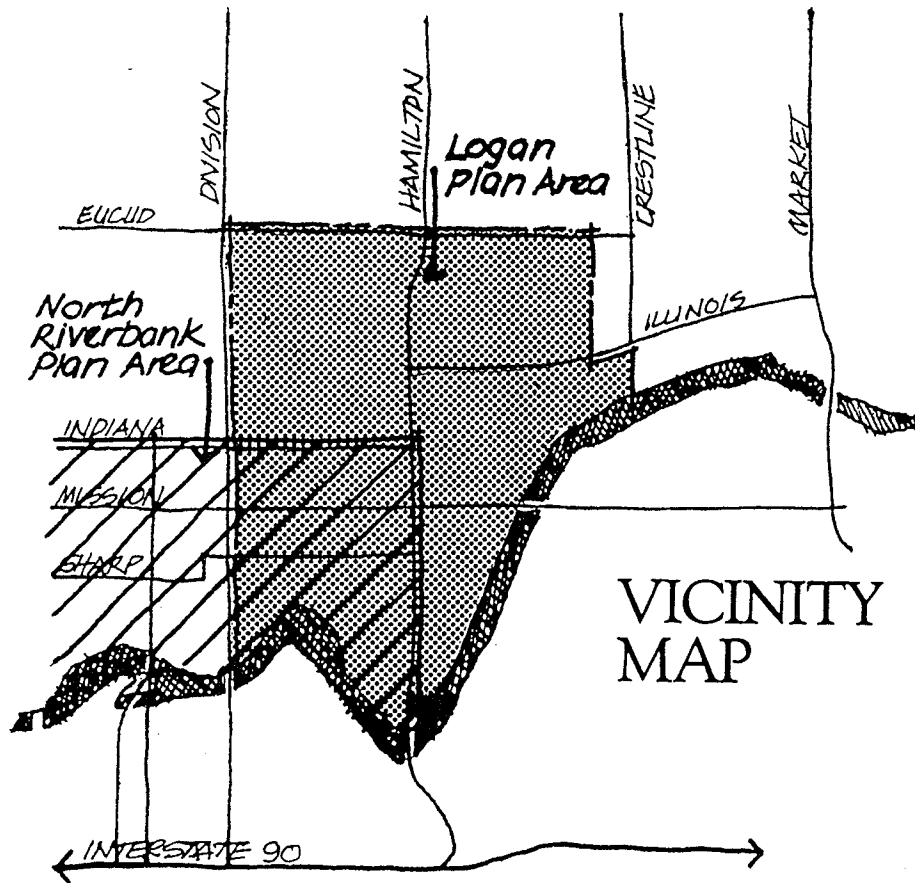 DIVISION
HAMILTON
CRESTLINE
MARKET
Logan
Plan Area
EUCLID
North
Riverbank
Plan Area
ILLINOIS
INDIANA
MISSION
SHARP
VICINITY
MAP
INTERSTATE 90